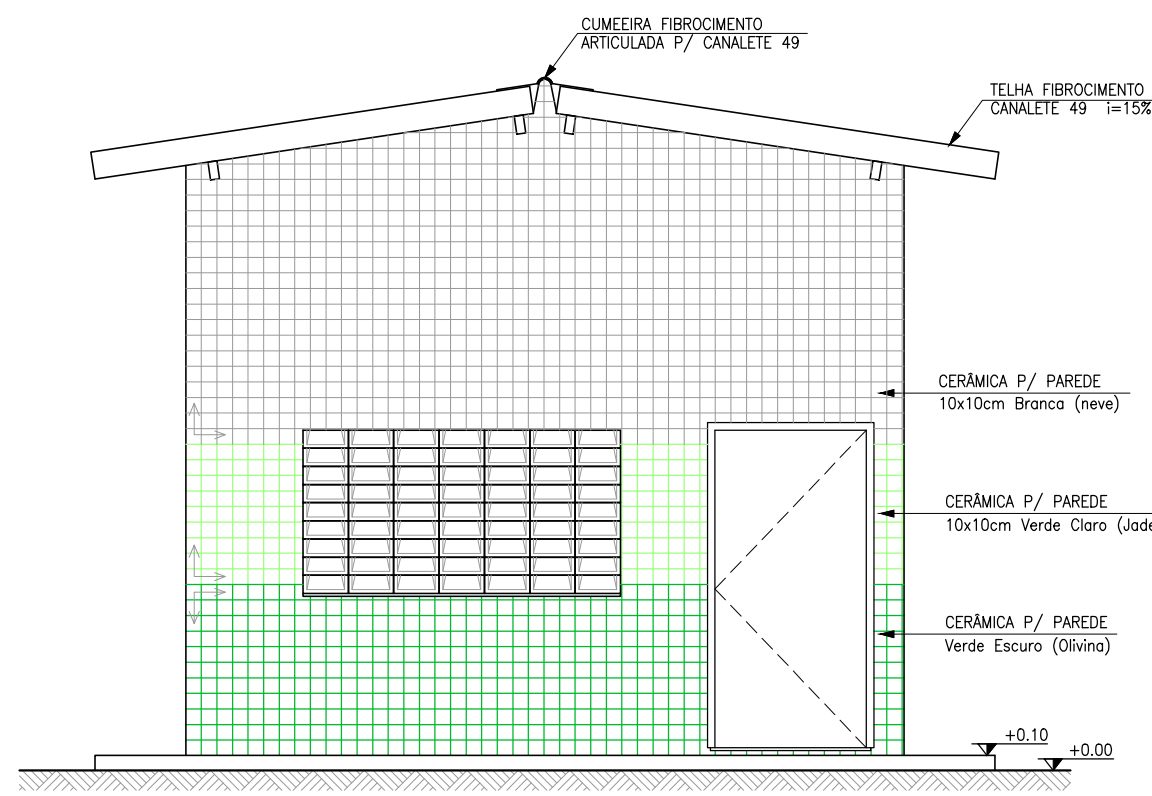 CUMEEIRA FIBROCIMENTO
ARTICULADA P/ CANALETE 49
TELHA FIBROCIMENTO
CANALETE 49 i=15%
CERÂMICA P/ PAREDE
10x10cm Branca (neve)
CERÂMICA P/ PAREDE
10x10cm Verde Claro (Jade
CERÂMICA P/ PAREDE
Verde Escuro (Olivina)
+0.10
+0.00